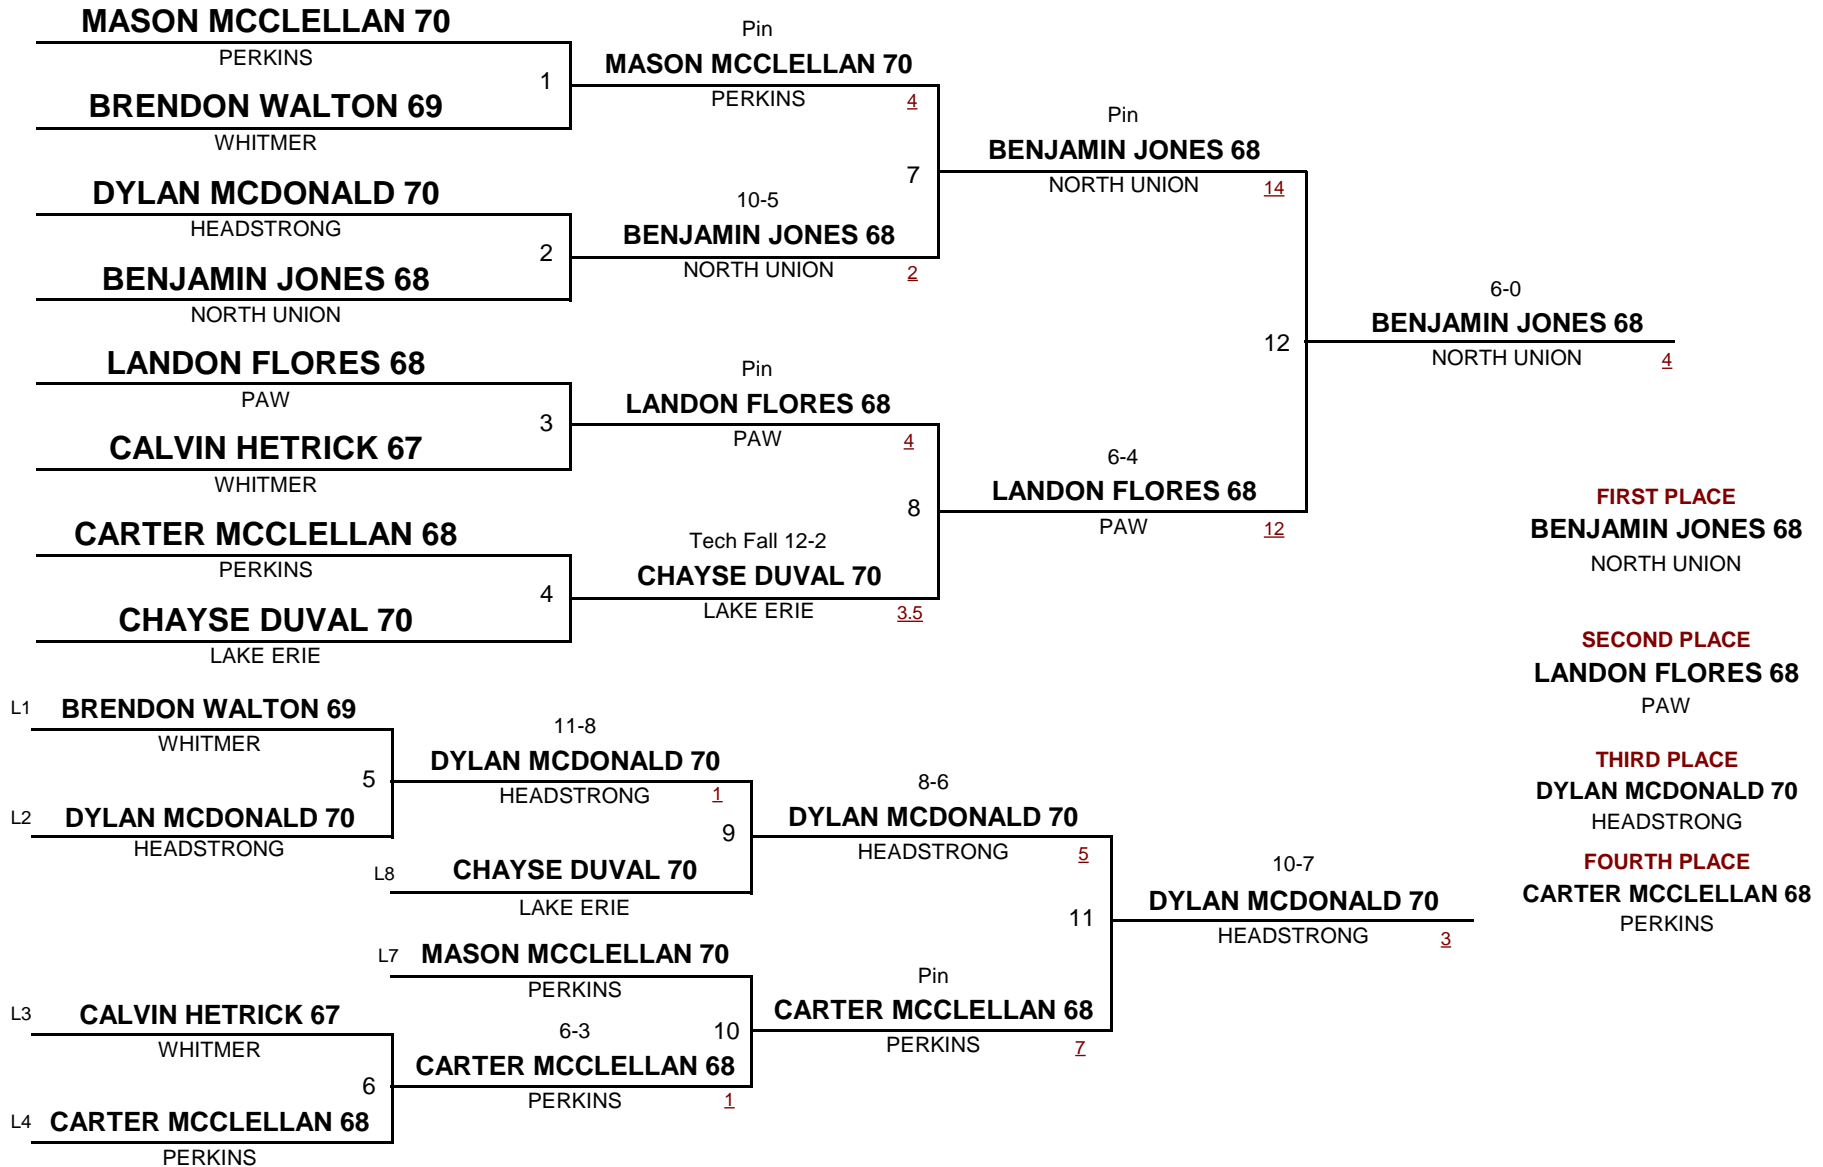 MASON MCCLELLAN 70
PERKINS
1
BRENDON WALTON 69
WHITMER
DYLAN MCDONALD 70
HEADSTRONG
2
BENJAMIN JONES 68
NORTH UNION
LANDON FLORES 68
PAW
3
CALVIN HETRICK 67
WHITMER
CARTER MCCLELLAN 68
PERKINS
4
CHAYSE DUVAL 70
LAKE ERIE
Pin
MASON MCCLELLAN 70
PERKINS 4
7
10-5
BENJAMIN JONES 68
NORTH UNION 2
Pin
LANDON FLORES 68
PAW 4
8
Tech Fall 12-2
CHAYSE DUVAL 70
LAKE ERIE 3.5
Pin
BENJAMIN JONES 68
NORTH UNION 14
12
6-4
LANDON FLORES 68
PAW 12
6-0
BENJAMIN JONES 68
NORTH UNION 4
L1 BRENDON WALTON 69
WHITMER
5
L2 DYLAN MCDONALD 70
HEADSTRONG
11-8
DYLAN MCDONALD 70
HEADSTRONG 1
9
L8 CHAYSE DUVAL 70
LAKE ERIE
L7 MASON MCCLELLAN 70
PERKINS
10
L3 CALVIN HETRICK 67
WHITMER
6
L4 CARTER MCCLELLAN 68
PERKINS
6-3
CARTER MCCLELLAN 68
PERKINS 1
8-6
DYLAN MCDONALD 70
HEADSTRONG 5
11
Pin
CARTER MCCLELLAN 68
PERKINS 7
10-7
DYLAN MCDONALD 70
HEADSTRONG 3
FIRST PLACE
BENJAMIN JONES 68
NORTH UNION
SECOND PLACE
LANDON FLORES 68
PAW
THIRD PLACE
DYLAN MCDONALD 70
HEADSTRONG
FOURTH PLACE
CARTER MCCLELLAN 68
PERKINS